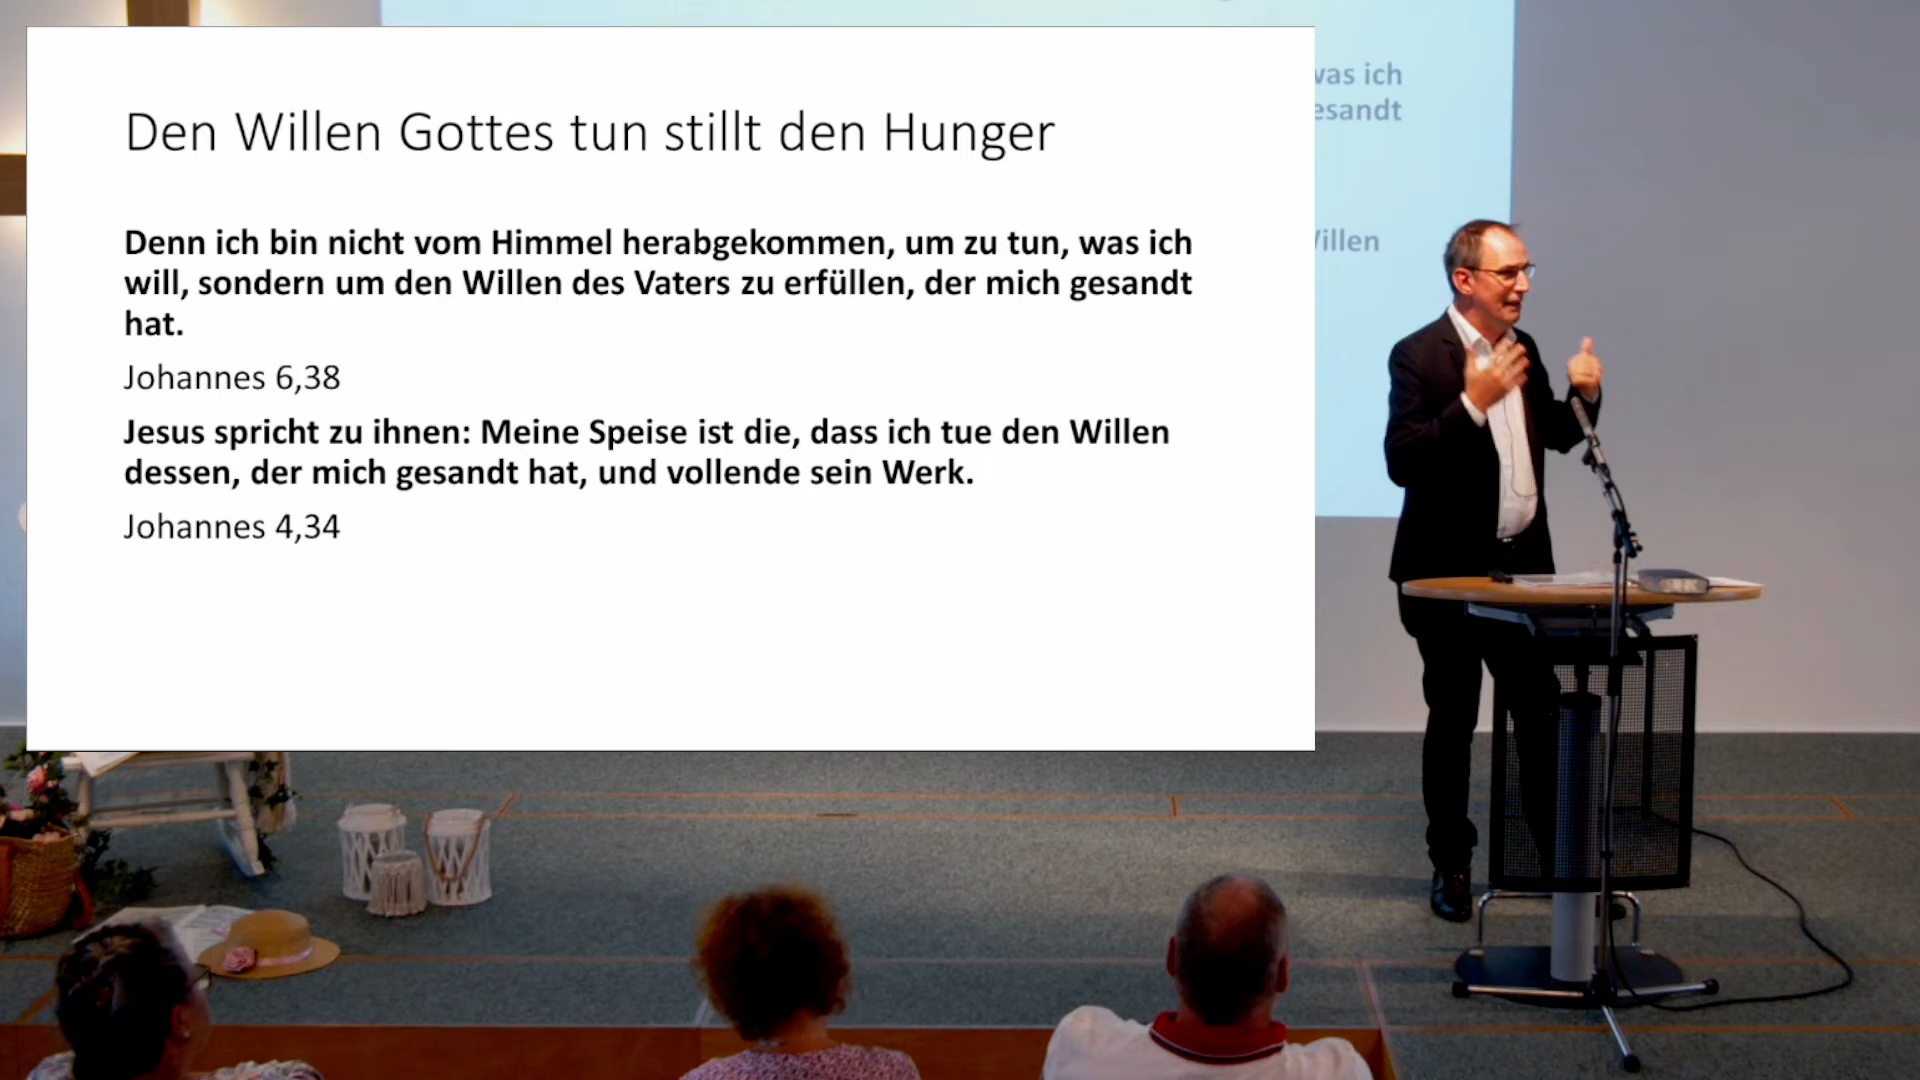 Den Willen Gottes tun stillt den Hunger
Denn ich bin nicht vom Himmel herabgekommen, um zu tun, was ich
will, sondern um den Willen des Vaters zu erfüllen, der mich gesandt
hat.
Johannes 6,38
Jesus spricht zu ihnen: Meine Speise ist die, dass ich tue den Willen
dessen, der mich gesandt hat, und vollende sein Werk.
Johannes 4,34
was ich
gesandt
Willen